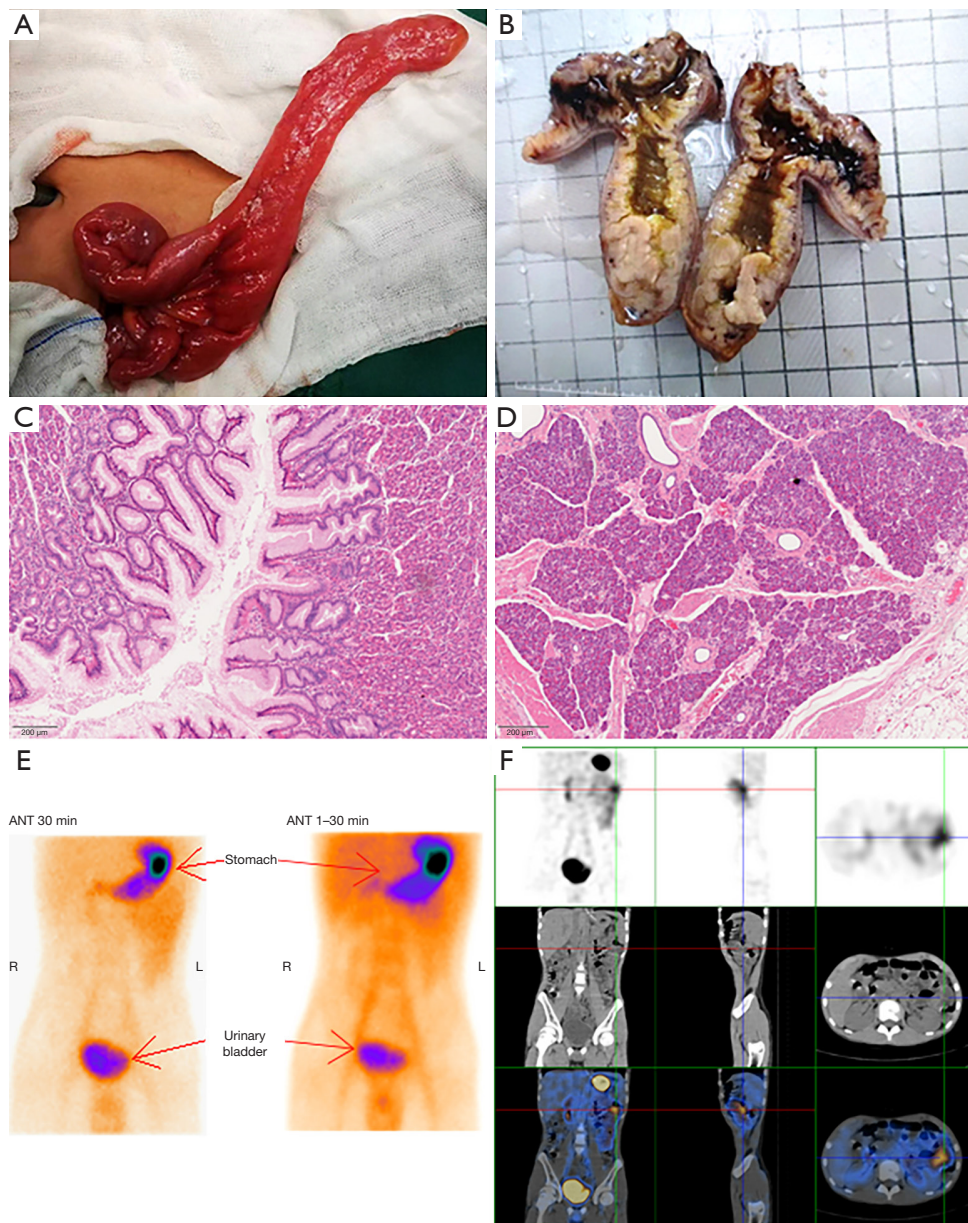 A
B
C
200 μm
D
200 μm
E
ANT 30 min
ANT 1–30 min
Stomach
R
L
R
L
Urinary
bladder
F